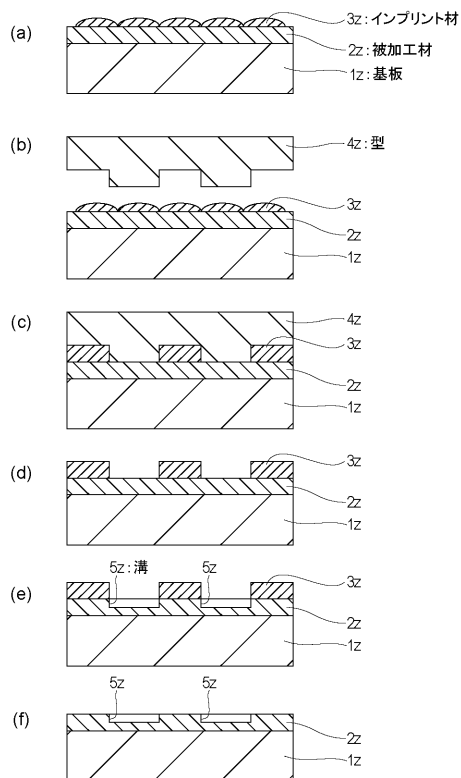 (a)
3z:インプリント材
2z:被加工材
1z:基板
(b)
4z:型
3z
2z
1z
(c)
4z
3z
2z
1z
(d)
3z
2z
1z
(e)
5z:溝
5z
3z
2z
1z
(f)
5z
5z
2z
1z